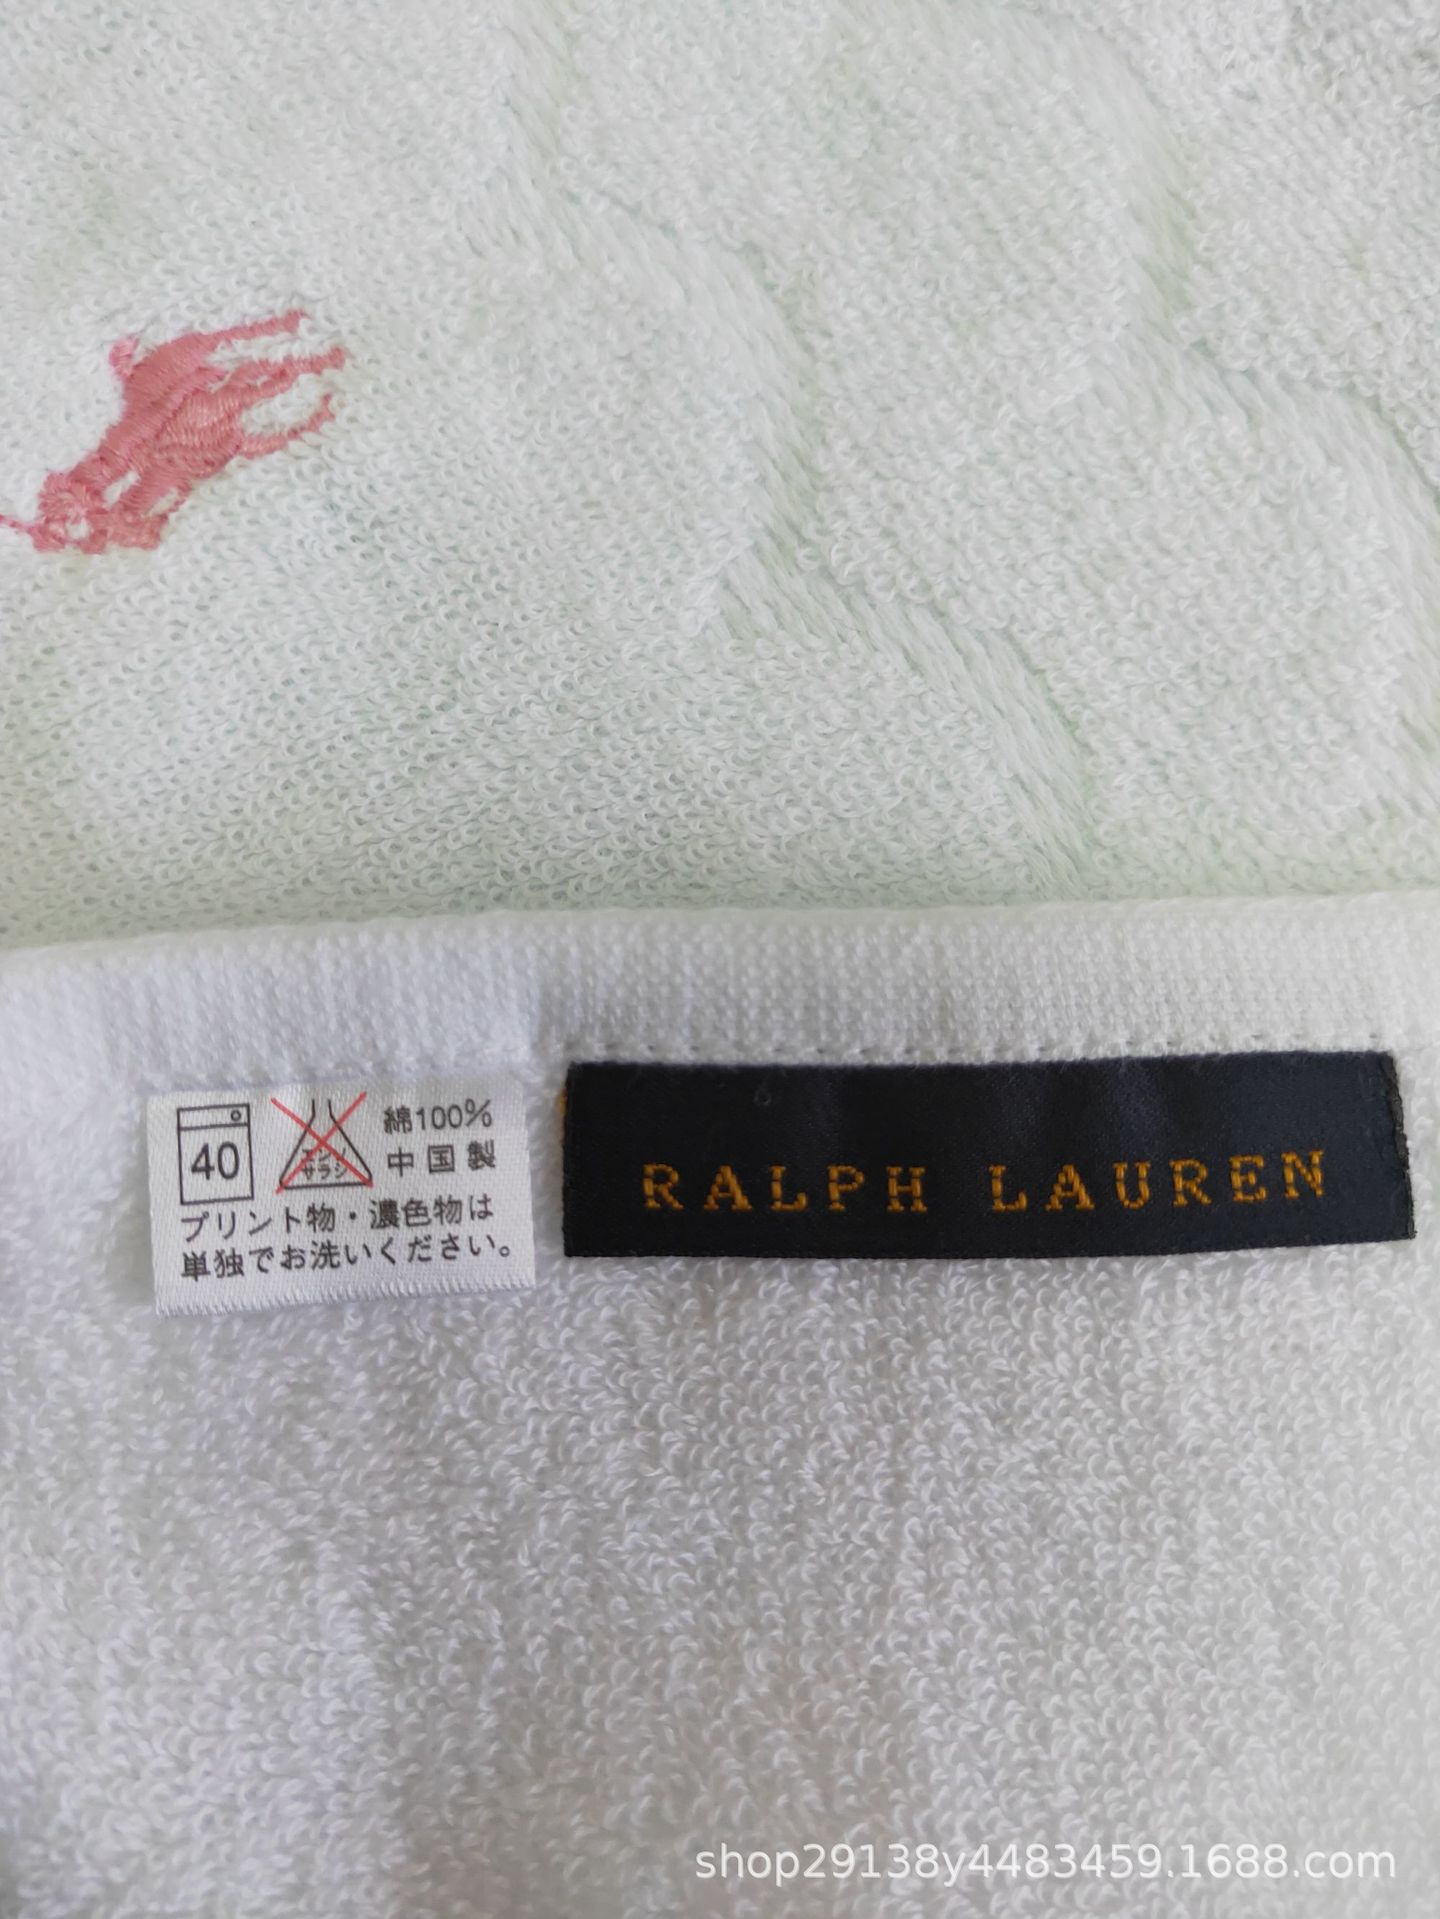 40
エンソ
サラシ
綿100%
中国製
プリント物・濃色物は
単独でお洗いください。
RALPH LAUREN
shop29138y4483459.1688.com